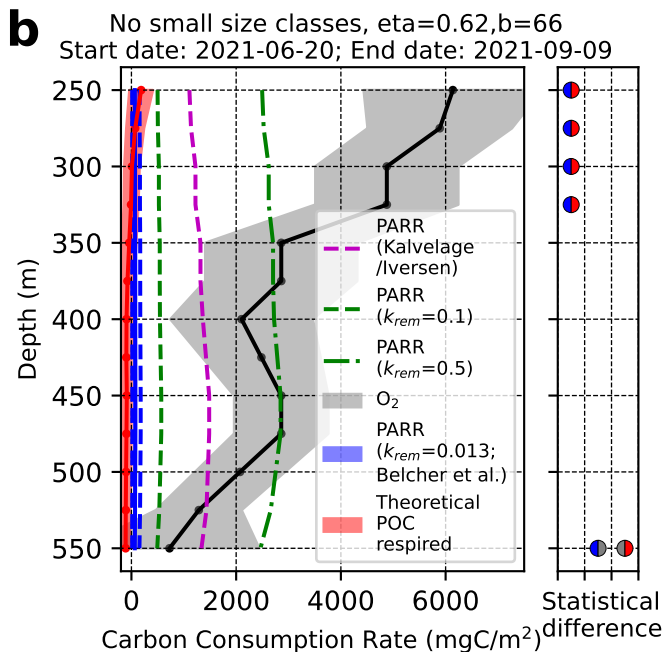 b
No small size classes, eta=0.62,b=66
Start date: 2021-06-20; End date: 2021-09-09
250
300
350
400
450
500
550
Depth (m)
PARR
(Kalvelage
/Iversen)
PARR
(k_rem=0.1)
PARR
(k_rem=0.5)
O₂
PARR
(k_rem=0.013;
Belcher et al.)
Theoretical
POC
respired
0 2000 4000 6000
Carbon Consumption Rate (mgC/m²)
Statistical
difference